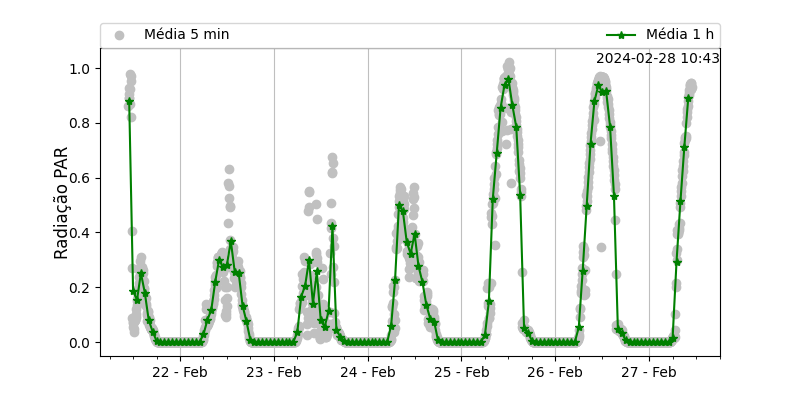 Média 5 min
Média 1 h
2024-02-28 10:43
Radiação PAR
1.0
0.8
0.6
0.4
0.2
0.0
22 - Feb
23 - Feb
24 - Feb
25 - Feb
26 - Feb
27 - Feb